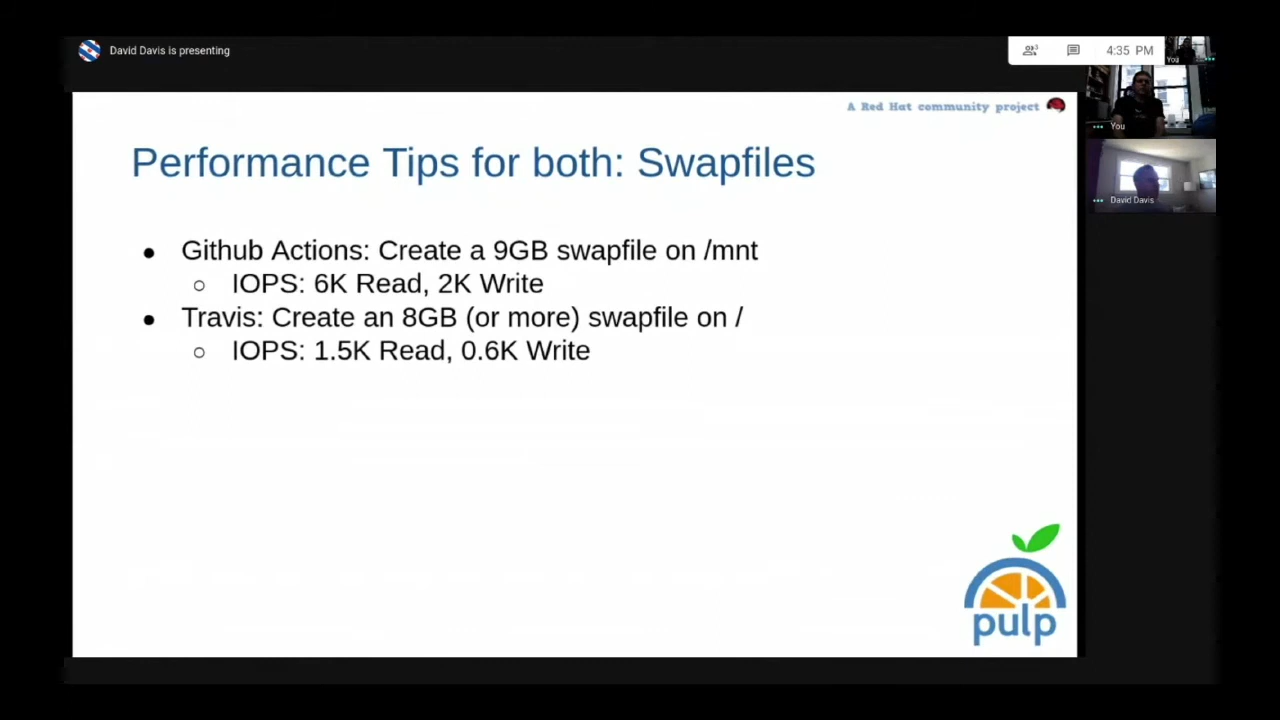 David Davis is presenting
3
4:35 PM
You
You
David Davis
A Red Hat community project
Performance Tips for both: Swapfiles
● Github Actions: Create a 9GB swapfile on /mnt
○ IOPS: 6K Read, 2K Write
● Travis: Create an 8GB (or more) swapfile on /
○ IOPS: 1.5K Read, 0.6K Write
pulp